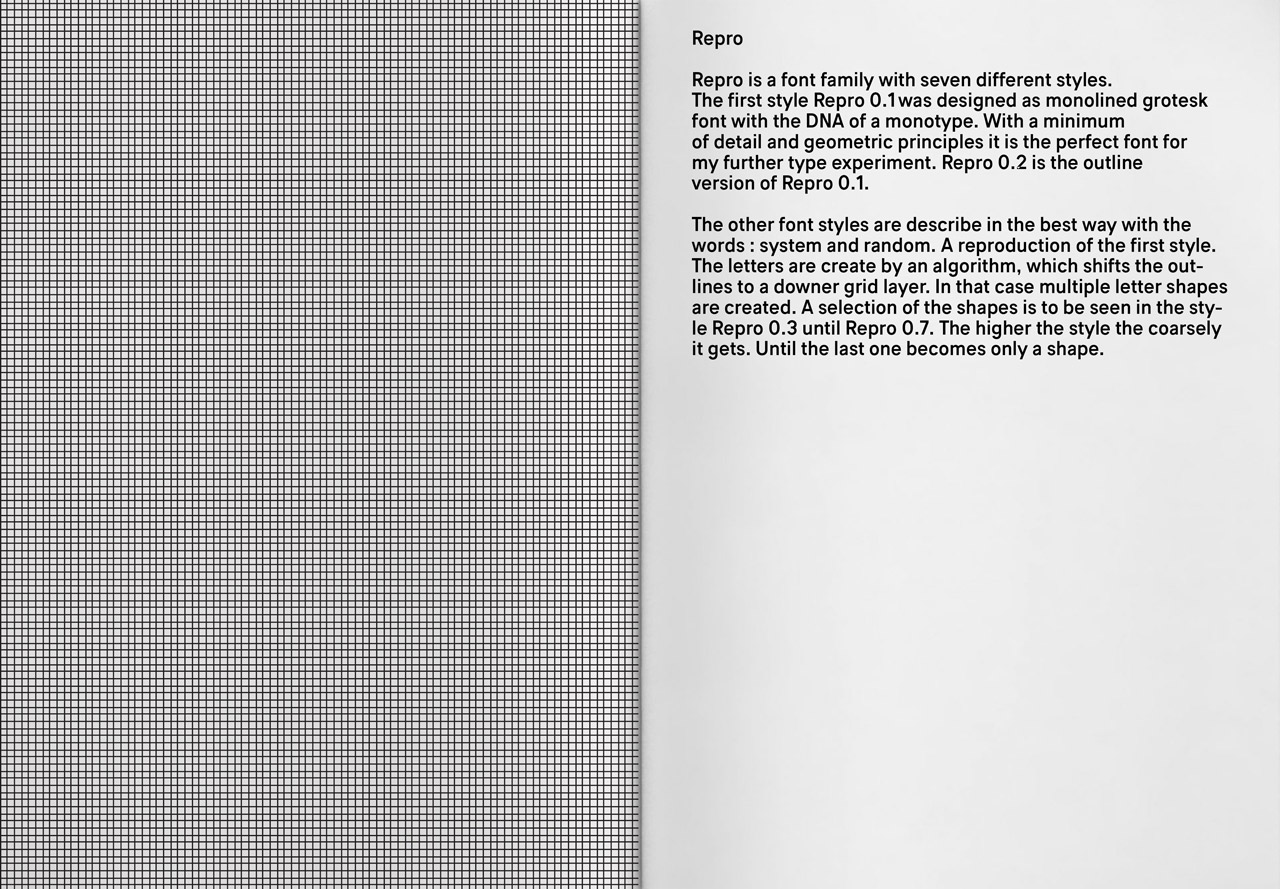 Repro
Repro is a font family with seven different styles.
The first style Repro 0.1 was designed as monolined grotesk
font with the DNA of a monotype. With a minimum
of detail and geometric principles it is the perfect font for
my further type experiment. Repro 0.2 is the outline
version of Repro 0.1.
The other font styles are describe in the best way with the
words : system and random. A reproduction of the first style.
The letters are create by an algorithm, which shifts the out-
lines to a downer grid layer. In that case multiple letter shapes
are created. A selection of the shapes is to be seen in the sty-
le Repro 0.3 until Repro 0.7. The higher the style the coarsely
it gets. Until the last one becomes only a shape.